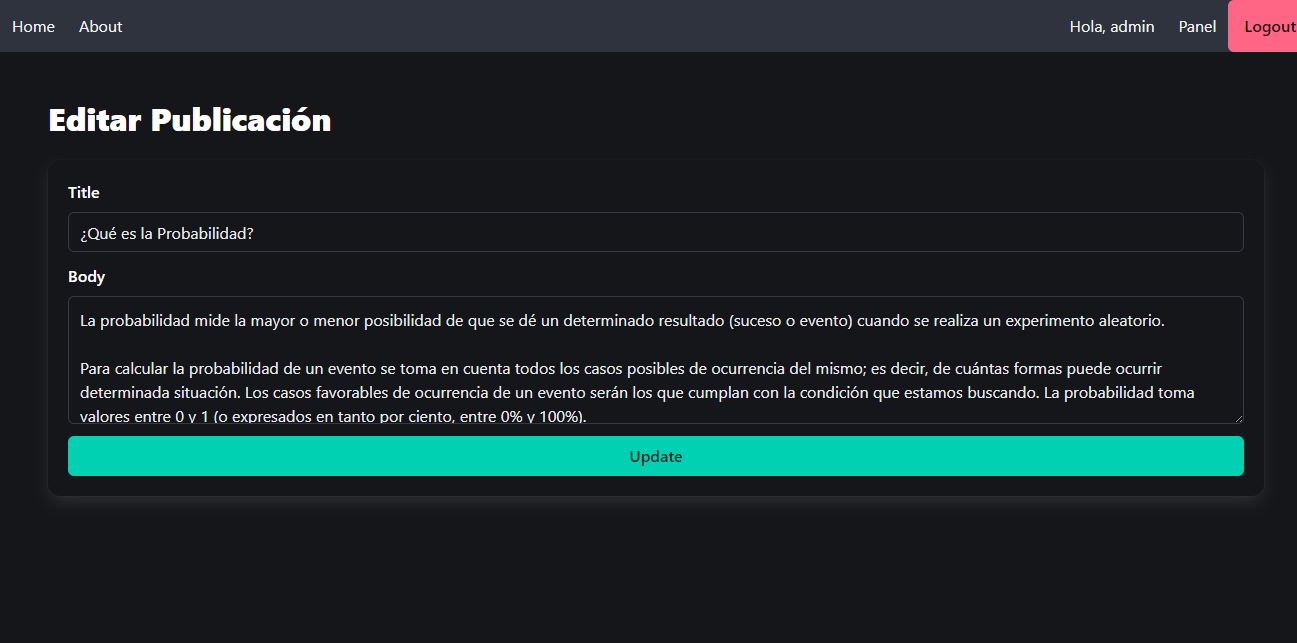 Home About Hola, admin Panel Logout
Editar Publicación
Title
¿Qué es la Probabilidad?
Body
La probabilidad mide la mayor o menor posibilidad de que se dé un determinado resultado (suceso o evento) cuando se realiza un experimento aleatorio.
Para calcular la probabilidad de un evento se toma en cuenta todos los casos posibles de ocurrencia del mismo; es decir, de cuántas formas puede ocurrir
determinada situación. Los casos favorables de ocurrencia de un evento serán los que cumplan con la condición que estamos buscando. La probabilidad toma
valores entre 0 y 1 (o expresados en tanto por ciento, entre 0% y 100%).
Update